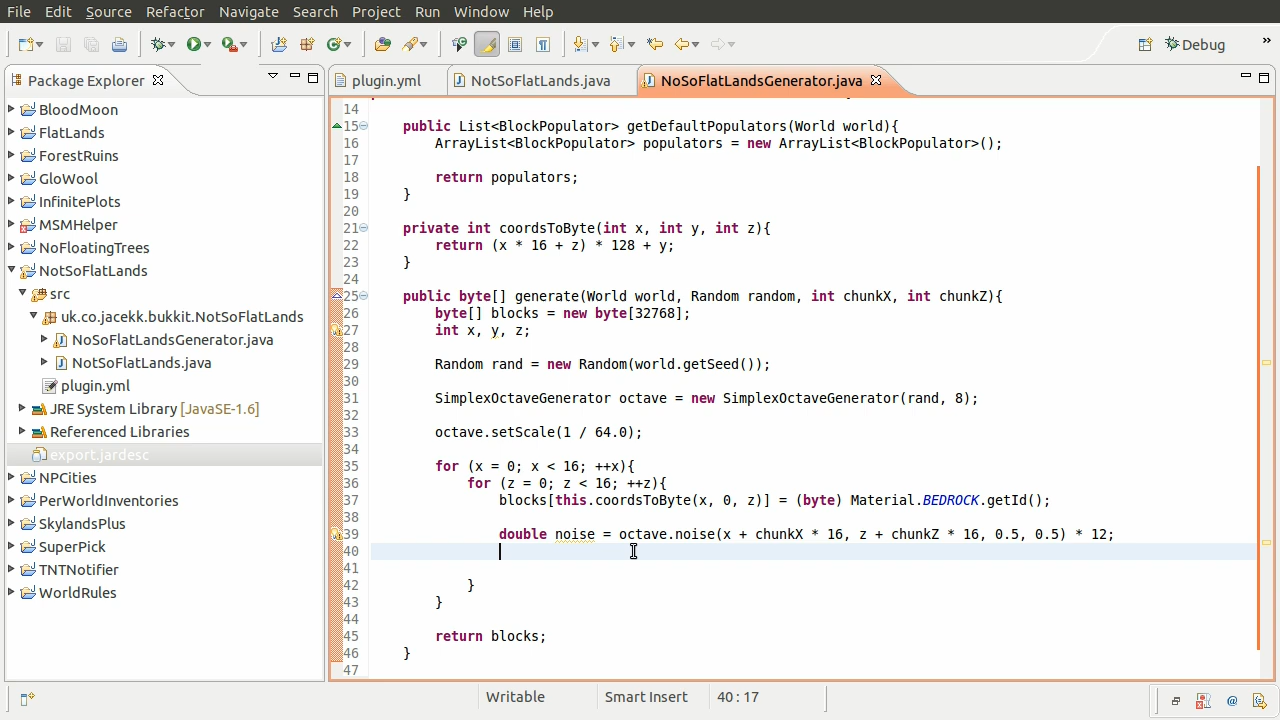 File Edit Source Refactor Navigate Search Project Run Window Help
Debug »
Package Explorer
plugin.yml NotSoFlatLands.java NoSoFlatLandsGenerator.java
BloodMoon
FlatLands
ForestRuins
GloWool
InfinitePlots
MSMHelper
NoFloatingTrees
NotSoFlatLands
src
uk.co.jacekk.bukkit.NotSoFlatLands
NoSoFlatLandsGenerator.java
NotSoFlatLands.java
plugin.yml
JRE System Library [JavaSE-1.6]
Referenced Libraries
export.jardesc
NPCities
PerWorldInventories
SkylandsPlus
SuperPick
TNTNotifier
WorldRules
14
15 public List<BlockPopulator> getDefaultPopulators(World world){
16 ArrayList<BlockPopulator> populators = new ArrayList<BlockPopulator>();
17
18 return populators;
19 }
20
21 private int coordsToByte(int x, int y, int z){
22 return (x * 16 + z) * 128 + y;
23 }
24
25 public byte[] generate(World world, Random random, int chunkX, int chunkZ){
26 byte[] blocks = new byte[32768];
27 int x, y, z;
28
29 Random rand = new Random(world.getSeed());
30
31 SimplexOctaveGenerator octave = new SimplexOctaveGenerator(rand, 8);
32
33 octave.setScale(1 / 64.0);
34
35 for (x = 0; x < 16; ++x){
36 for (z = 0; z < 16; ++z){
37 blocks[this.coordsToByte(x, 0, z)] = (byte) Material.BEDROCK.getId();
38
39 double noise = octave.noise(x + chunkX * 16, z + chunkZ * 16, 0.5, 0.5) * 12;
40
41
42 }
43 }
44
45 return blocks;
46 }
47
Writable Smart Insert 40 : 17